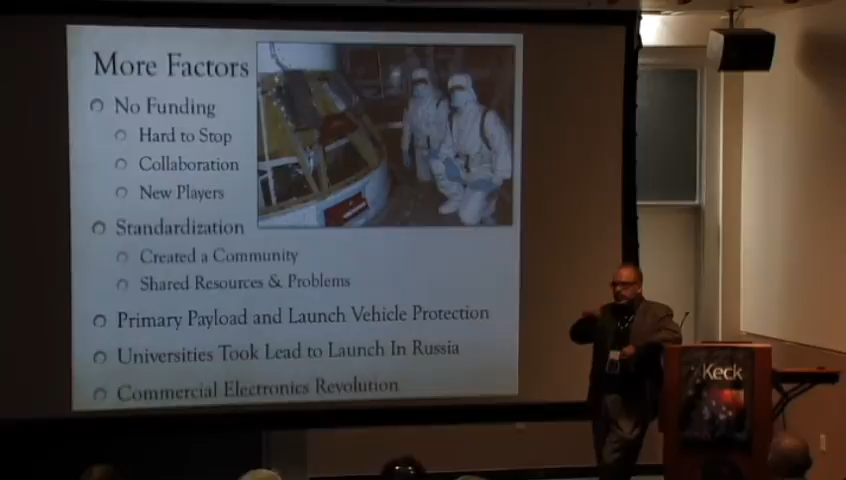 More Factors
No Funding
Hard to Stop
Collaboration
New Players
Standardization
Created a Community
Shared Resources & Problems
Primary Payload and Launch Vehicle Protection
Universities Took Lead to Launch In Russia
Commercial Electronics Revolution
Keck